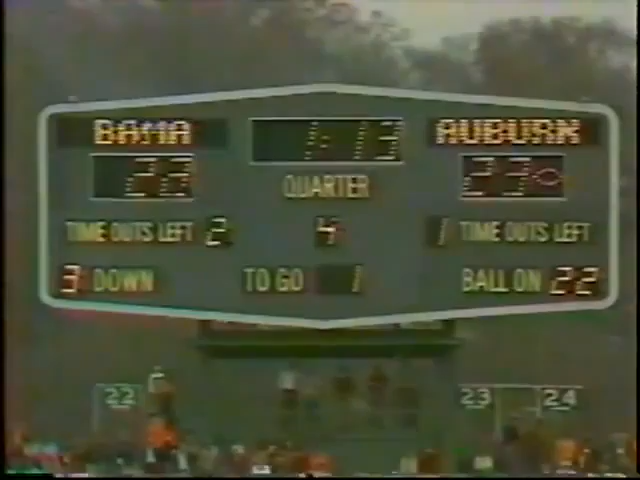 BAMA 1:13 AUBURN
22 QUARTER 23
TIME OUTS LEFT 2 4 1 TIME OUTS LEFT
3 DOWN TO GO 1 BALL ON 22
22 23 24